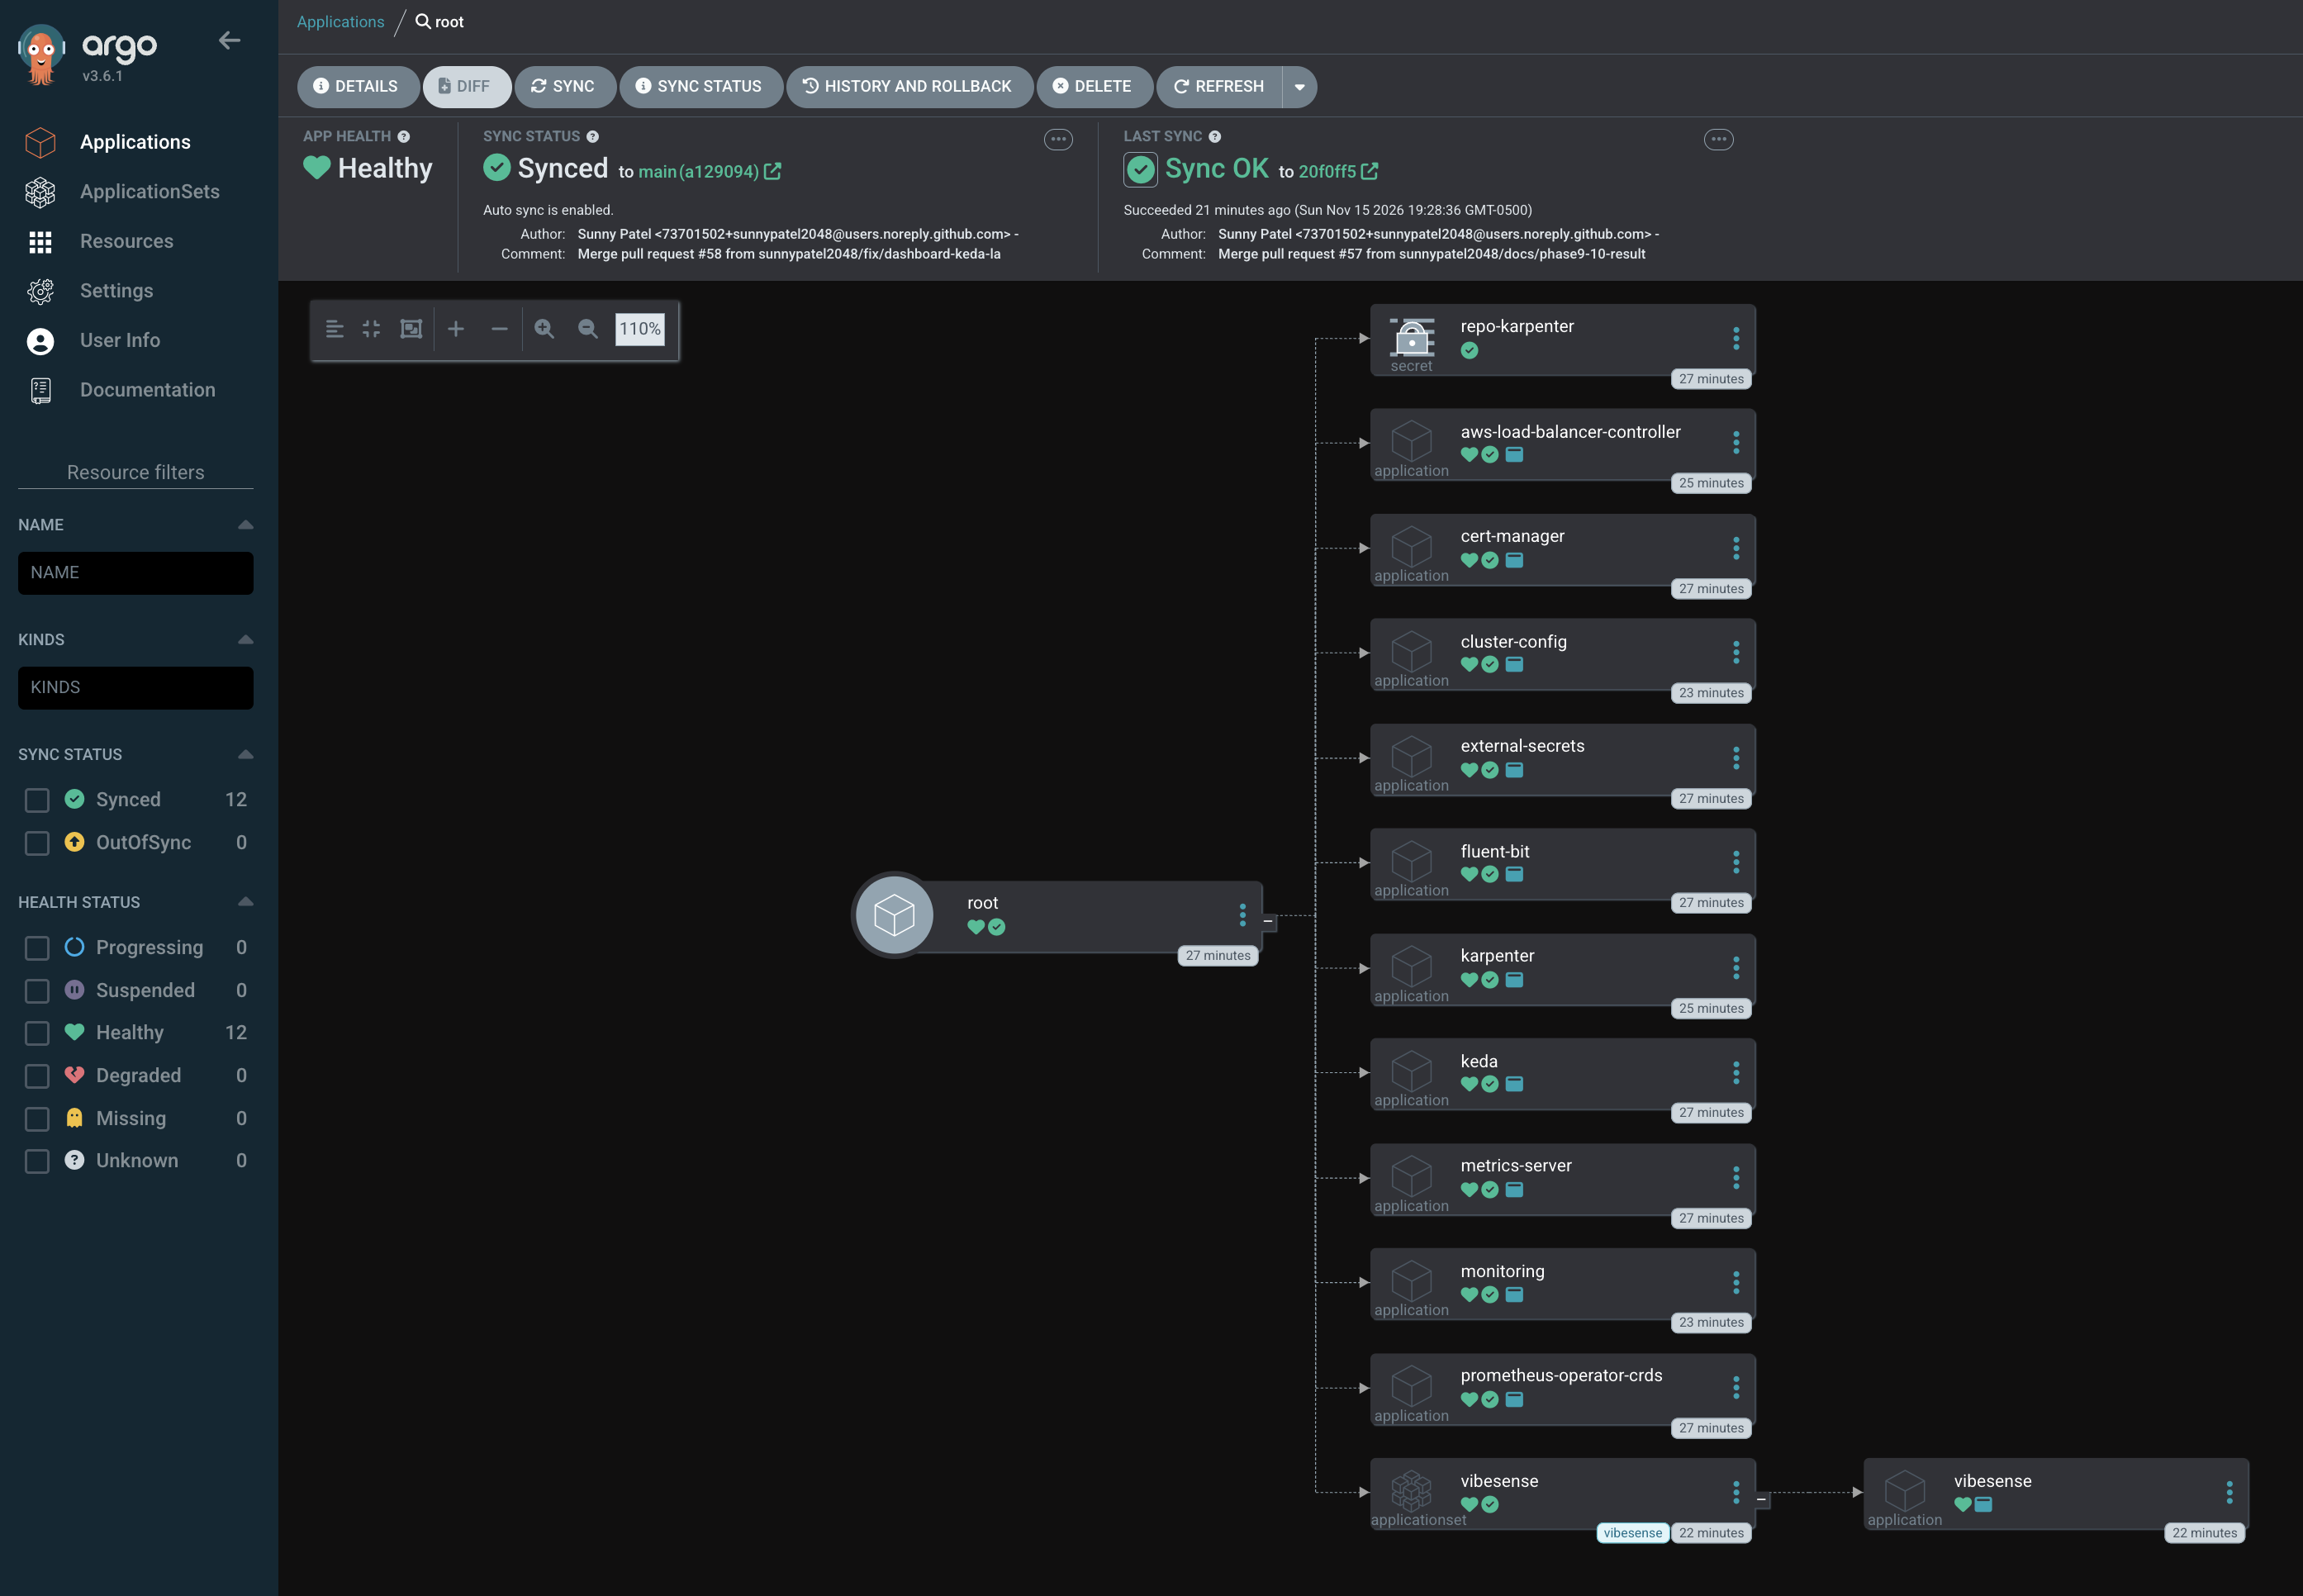 argo
v3.6.1
Applications
ApplicationSets
Resources
Settings
User Info
Documentation
Resource filters
NAME
NAME
KINDS
KINDS
SYNC STATUS
Synced 12
OutOfSync 0
HEALTH STATUS
Progressing 0
Suspended 0
Healthy 12
Degraded 0
Missing 0
Unknown 0
Applications / root
DETAILS DIFF SYNC SYNC STATUS HISTORY AND ROLLBACK DELETE REFRESH
APP HEALTH
Healthy
SYNC STATUS
Synced to main (a129094)
Auto sync is enabled.
Author: Sunny Patel <73701502+sunnypatel2048@users.noreply.github.com> -
Comment: Merge pull request #58 from sunnypatel2048/fix/dashboard-keda-la
LAST SYNC
Sync OK to 20f0ff5
Succeeded 21 minutes ago (Sun Nov 15 2026 19:28:36 GMT-0500)
Author: Sunny Patel <73701502+sunnypatel2048@users.noreply.github.com> -
Comment: Merge pull request #57 from sunnypatel2048/docs/phase9-10-result
110%
root
27 minutes
repo-karpenter
secret
27 minutes
aws-load-balancer-controller
application
25 minutes
cert-manager
application
27 minutes
cluster-config
application
23 minutes
external-secrets
application
27 minutes
fluent-bit
application
27 minutes
karpenter
application
25 minutes
keda
application
27 minutes
metrics-server
application
27 minutes
monitoring
application
23 minutes
prometheus-operator-crds
application
27 minutes
vibesense
applicationset
vibesense 22 minutes
vibesense
application
22 minutes